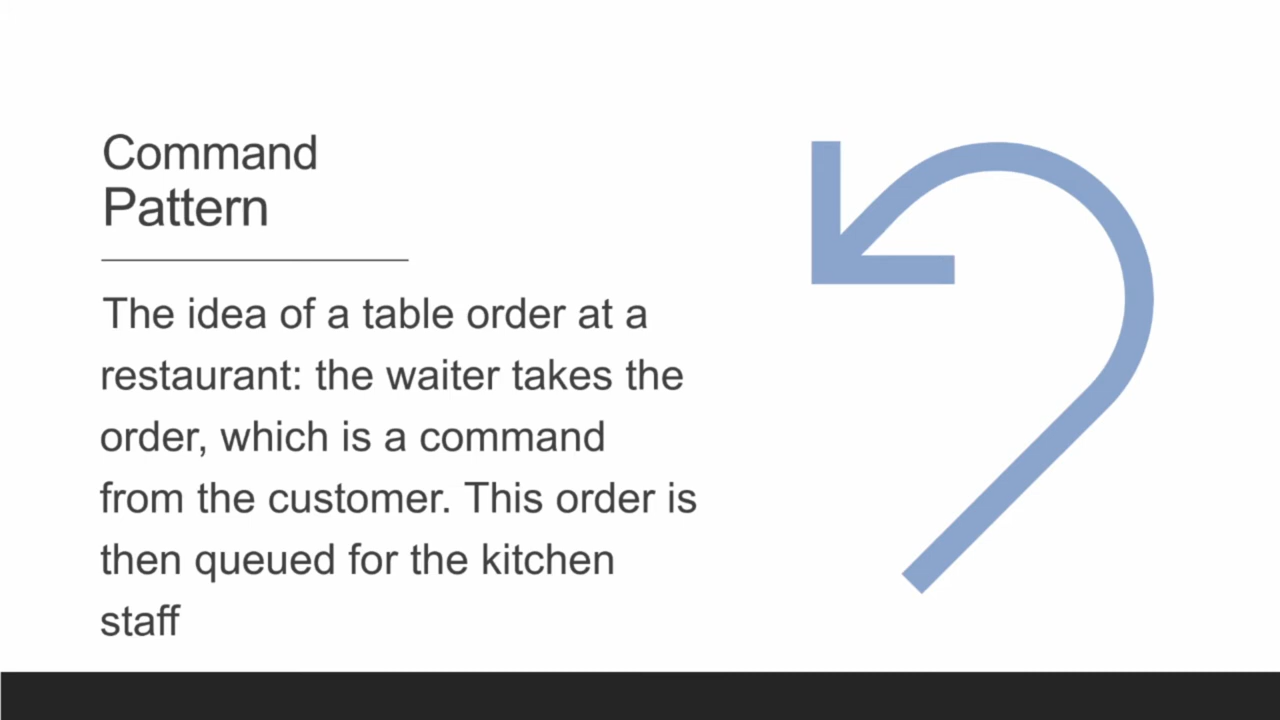 Command
Pattern
The idea of a table order at a
restaurant: the waiter takes the
order, which is a command
from the customer. This order is
then queued for the kitchen
staff